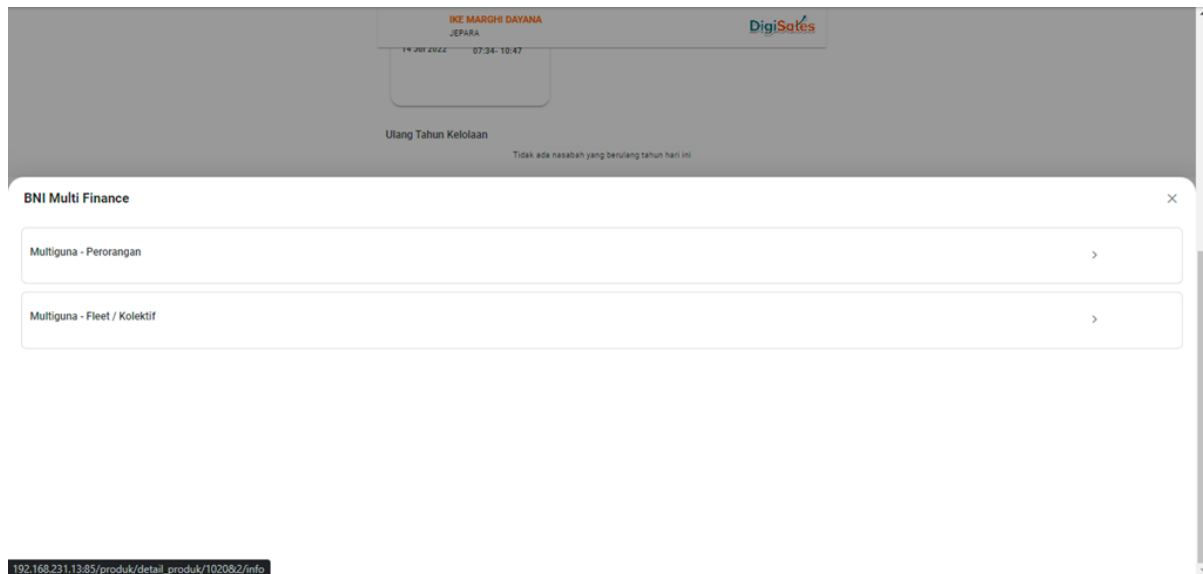 IKE MARGHI DAYANA
JEPARA
DigiSales
14 Jul 2022 07:34- 10:47
Ulang Tahun Kelolaan
Tidak ada nasabah yang berulang tahun hari ini
BNI Multi Finance
Multiguna - Perorangan
Multiguna - Fleet / Kolektif
192.168.231.13:85/produk/detail_produk/1020&2/info